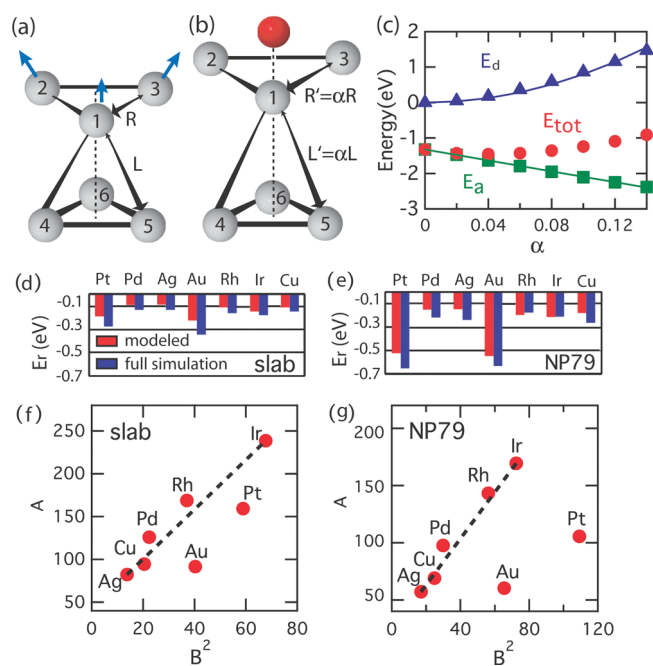 (a)
2
3
1
R
L
6
4
5
(b)
2
3
1
R'=αR
L'=αL
6
4
5
(c)
2
1
0
-1
-2
-3
Energy(eV)
E_d
E_tot
E_a
0
0.04
0.08
0.12
α
(d)
Pt Pd Ag Au Rh Ir Cu
-0.1
-0.3
-0.5
-0.7
Er (eV)
modeled
full simulation
slab
(e)
Pt Pd Ag Au Rh Ir Cu
-0.1
-0.3
-0.5
-0.7
Er (eV)
NP79
(f)
slab
250
200
150
100
50
A
Ir
Rh
Pt
Pd
Cu
Au
Ag
0 20 40 60 80
B²
(g)
NP79
200
150
100
50
A
Ir
Rh
Pt
Pd
Cu
Au
Ag
0 40 80 120
B²